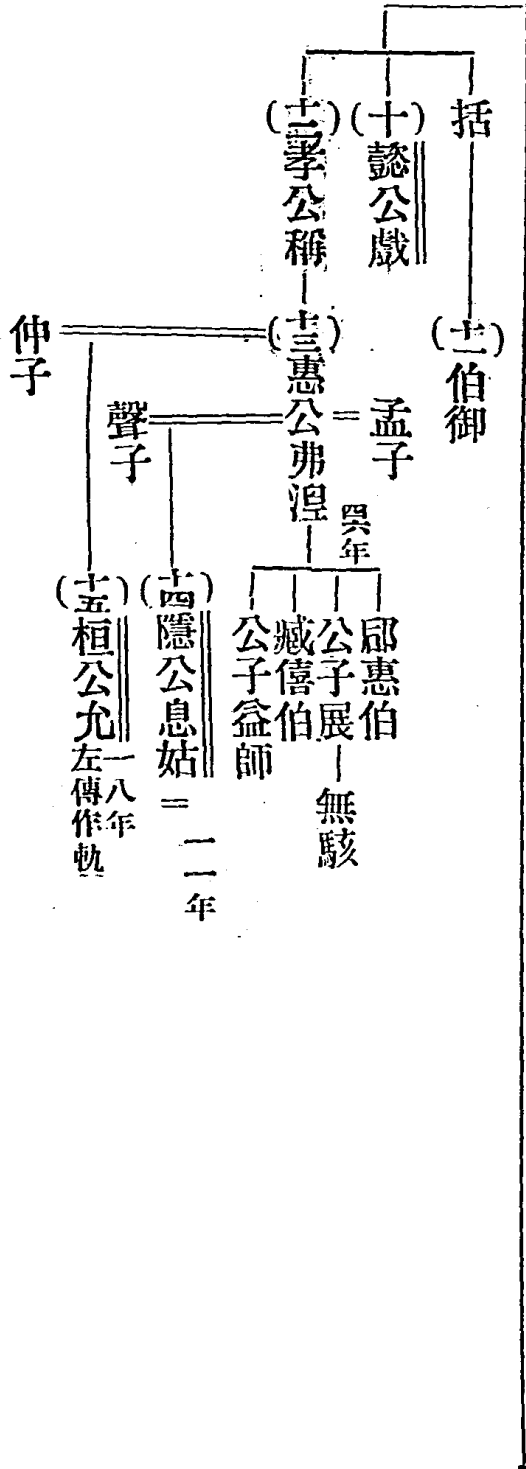 括
(十一)伯御
(十)懿公戲
(十二)孝公稱
孟子
(十三)惠公弗湟
四六年
聲子
仲子
郈惠伯
公子展
無駭
臧僖伯
公子益師
(十四)隱公息姑
一一年
(十五)桓公允
一八年
左傳作軌